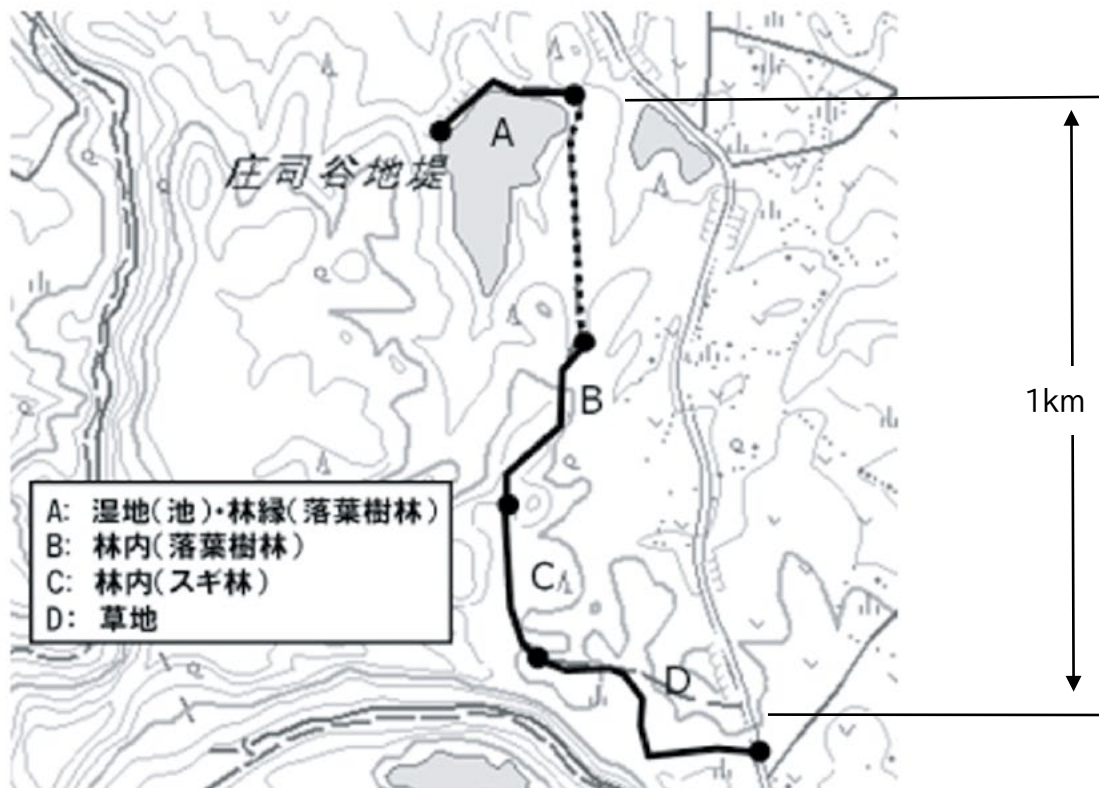 A
庄司谷地堤
1km
B
A: 湿地(池)・林縁(落葉樹林)
B: 林内(落葉樹林)
C: 林内(スギ林)
D: 草地
C
D